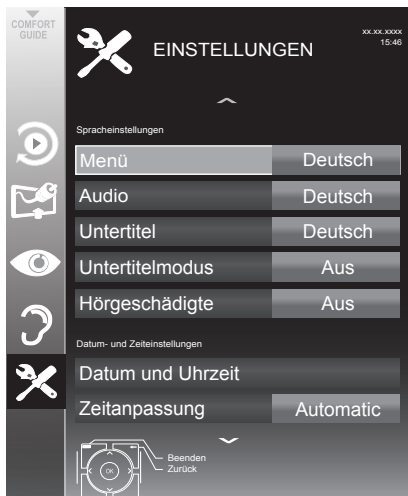 COMFORT
GUIDE
EINSTELLUNGEN
xx.xx.xxxx
15:46
Spracheinstellungen
Menü Deutsch
Audio Deutsch
Untertitel Deutsch
Untertitelmodus Aus
Hörgeschädigte Aus
Datum- und Zeiteinstellungen
Datum und Uhrzeit
Zeitanpassung Automatic
Beenden
Zurück
OK